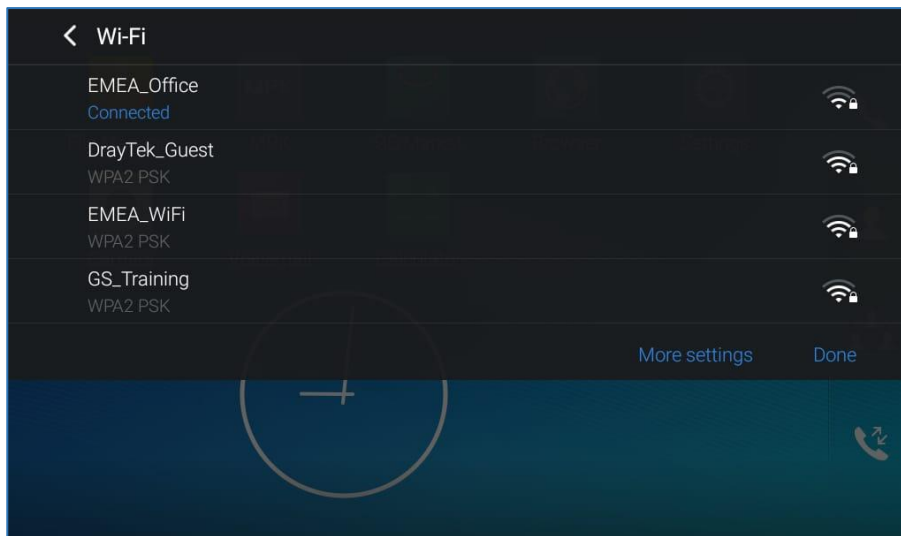 Wi-Fi
EMEA_Office
Connected
DrayTek_Guest
WPA2 PSK
EMEA_WiFi
WPA2 PSK
GS_Training
WPA2 PSK
More settings Done